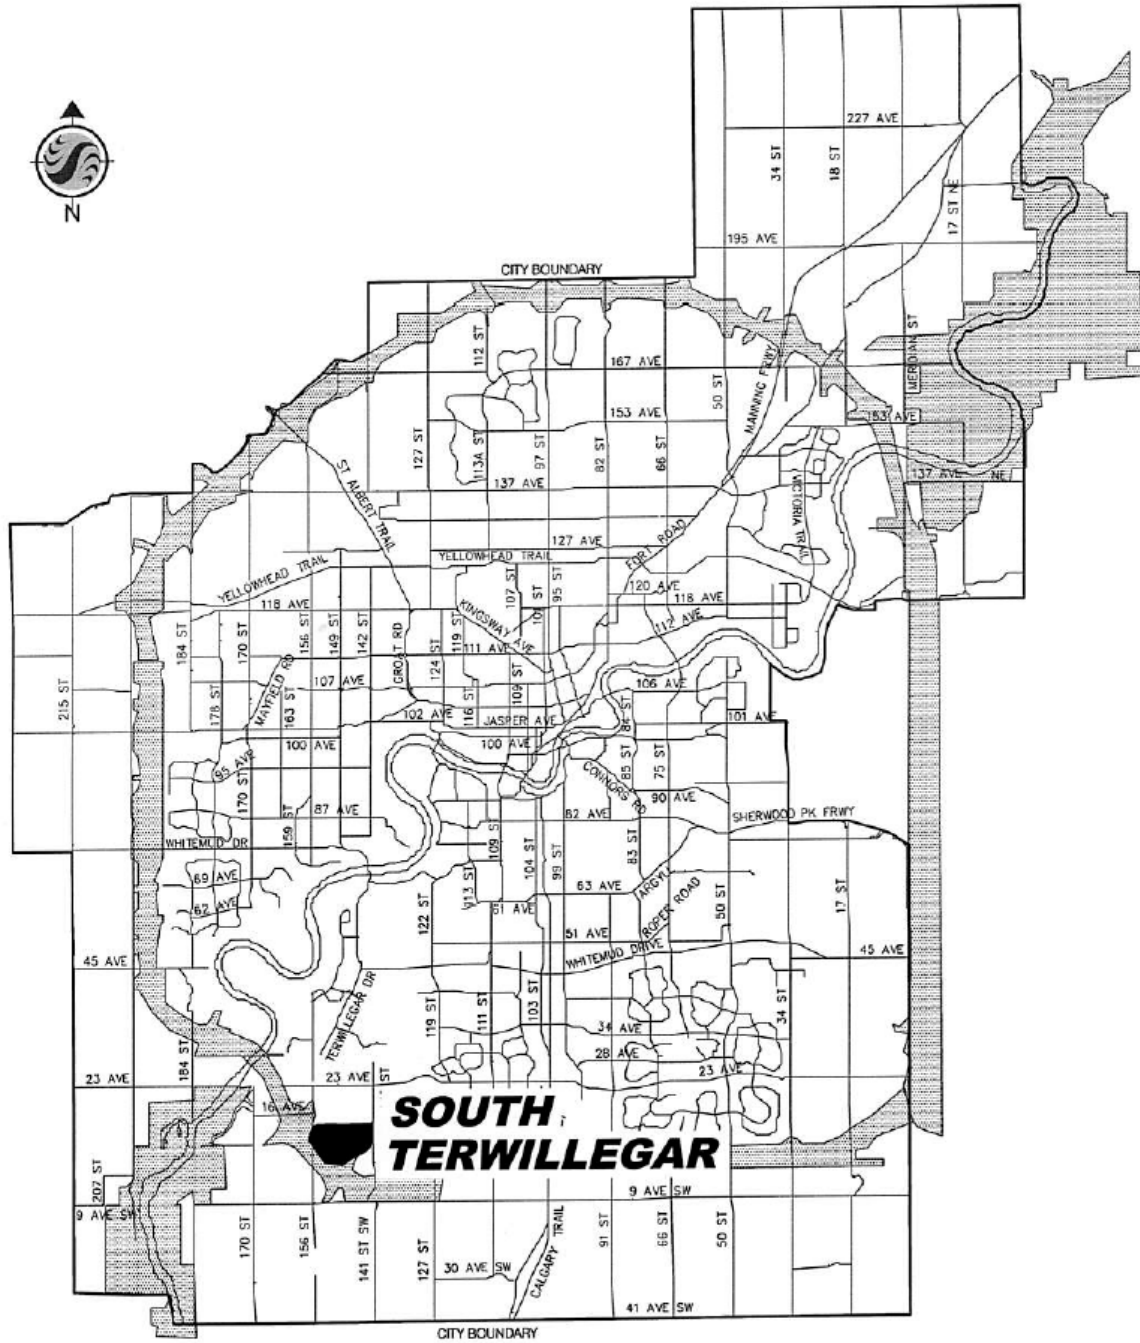 227 AVE
34 ST
18 ST
17 ST NE
N
195 AVE
CITY BOUNDARY
MERIDIAN ST
112 ST
167 AVE
MANNING FRWY
50 ST
153 AVE
153 AVE
127 ST
113A ST
97 ST
82 ST
66 ST
137 AVE
NE
ST ALBERT TRAIL
137 AVE
VICTORIA TRAIL
127 AVE
FORT ROAD
YELLOWHEAD TRAIL
YELLOWHEAD TRAIL
107 ST
101 ST
95 ST
120 AVE
118 AVE
118 AVE
KINGSWAY AVE
112 AVE
184 ST
170 ST
156 ST
149 ST
142 ST
GROAT RD
124 ST
119 ST
111 AVE
215 ST
178 ST
MAYFIELD RD
163 ST
107 AVE
116 ST
109 ST
106 AVE
102 AVE
JASPER AVE
84 ST
101 AVE
100 AVE
100 AVE
95 AVE
170 ST
CONNORS RD
85 ST
75 ST
90 AVE
159 ST
87 AVE
82 AVE
SHERWOOD PK FRWY
WHITEMUD DR
109 ST
104 ST
99 ST
83 ST
69 AVE
113 ST
63 AVE
ARGYLL
62 AVE
122 ST
61 AVE
ROPER ROAD
50 ST
17 ST
51 AVE
45 AVE
WHITEMUD DRIVE
45 AVE
TERWILLEGAR DR
119 ST
111 ST
103 ST
34 ST
34 AVE
184 ST
28 AVE
23 AVE
23 AVE
ST
23 AVE
16 AVE
SOUTH
TERWILLEGAR
207 ST
9 AVE SW
9 AVE SW
170 ST
156 ST
141 ST SW
127 ST
30 AVE SW
CALGARY TRAIL
91 ST
66 ST
50 ST
41 AVE SW
CITY BOUNDARY